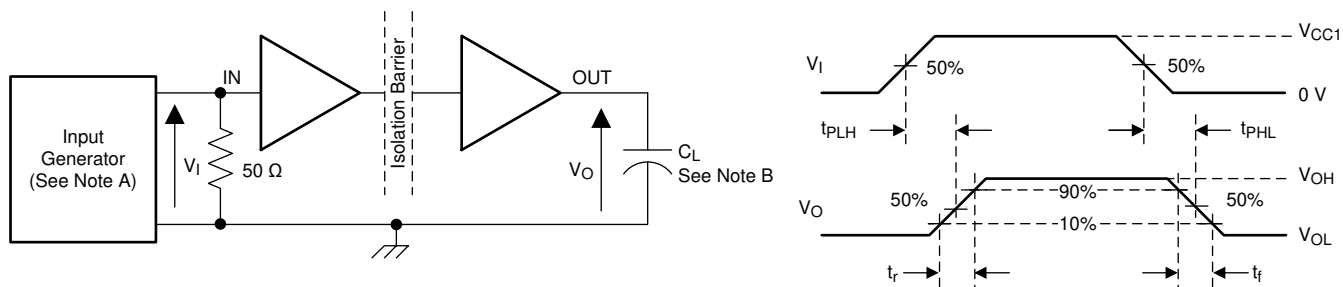 Input
Generator
(See Note A)
V_I
IN
50 Ω
Isolation Barrier
OUT
V_O
C_L
See Note B
V_I
50%
50%
V_CC1
0 V
t_PLH
t_PHL
V_O
50%
90%
10%
50%
V_OH
V_OL
t_r
t_f